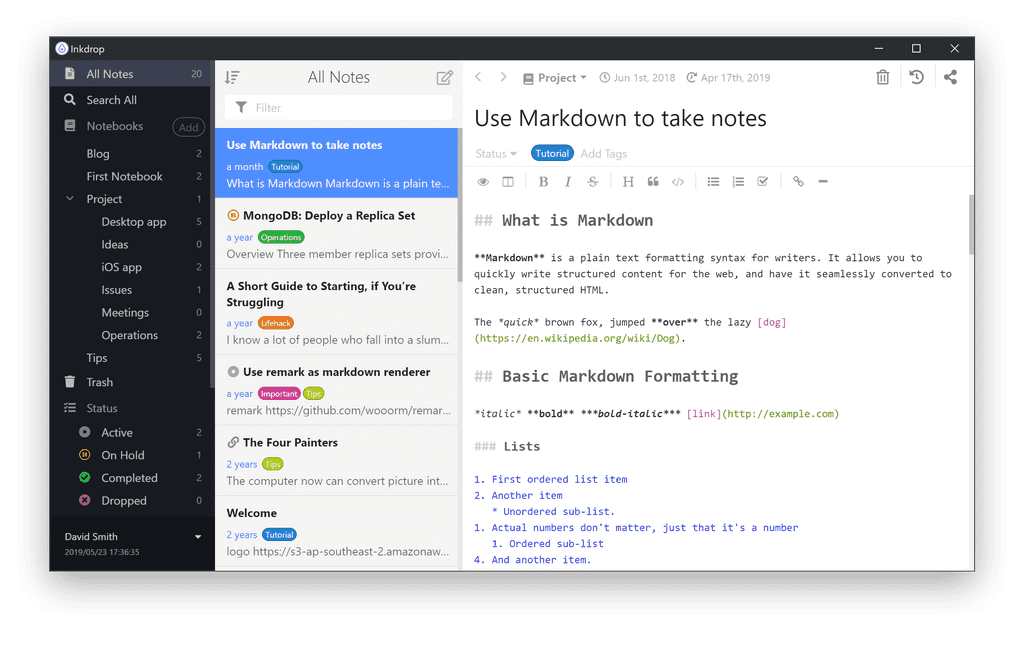 Inkdrop
All Notes 20
Search All
Notebooks Add
Blog 2
First Notebook 2
Project 1
Desktop app 5
Ideas 0
iOS app 2
Issues 1
Meetings 0
Operations 2
Tips 5
Trash
Status
Active 2
On Hold 1
Completed 2
Dropped 0
David Smith
2019/05/23 17:36:35
All Notes
Filter
Use Markdown to take notes
a month Tutorial
What is Markdown Markdown is a plain te...
MongoDB: Deploy a Replica Set
a year Operations
Overview Three member replica sets provi...
A Short Guide to Starting, if You’re
Struggling
a year Lifehack
I know a lot of people who fall into a slum...
Use remark as markdown renderer
a year Important Tips
remark https://github.com/wooorm/remar...
The Four Painters
2 years Tips
The computer now can convert picture int...
Welcome
2 years Tutorial
logo https://s3-ap-southeast-2.amazonaw...
Project Jun 1st, 2018 Apr 17th, 2019
Use Markdown to take notes
Status Tutorial Add Tags
B I S H
## What is Markdown
**Markdown** is a plain text formatting syntax for writers. It allows you to
quickly write structured content for the web, and have it seamlessly converted to
clean, structured HTML.
The *quick* brown fox, jumped **over** the lazy [dog]
(https://en.wikipedia.org/wiki/Dog).
## Basic Markdown Formatting
*italic* **bold** ***bold-italic*** [link](http://example.com)
### Lists
1. First ordered list item
2. Another item
* Unordered sub-list.
1. Actual numbers don't matter, just that it's a number
1. Ordered sub-list
4. And another item.